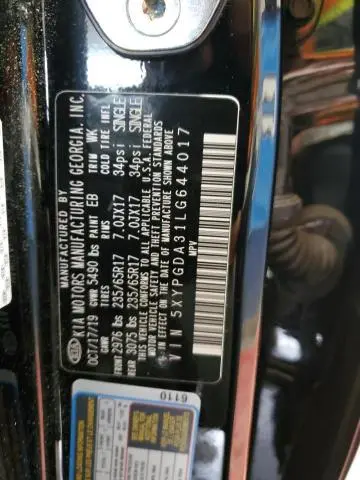 KIA MOTORS MANUFACTURING GEORGIA, INC.
MANUFACTURED BY
OCT/17/19 GVWR 5490 lbs PAINT EB TRIM WK
GAWR TIRES RIMS COLD TIRE INFL.
FRNT 2976 lbs 235/65R17 7.0JX17 34psi SINGLE
REAR 3075 lbs 235/65R17 7.0JX17 34psi SINGLE
THIS VEHICLE CONFORMS TO ALL APPLICABLE U.S.A. FEDERAL
MOTOR VEHICLE SAFETY AND THEFT PREVENTION STANDARDS
IN EFFECT ON THE DATE OF MANUFACTURE SHOWN ABOVE
VIN 5XYPGDA31LG644017
MPV
6110